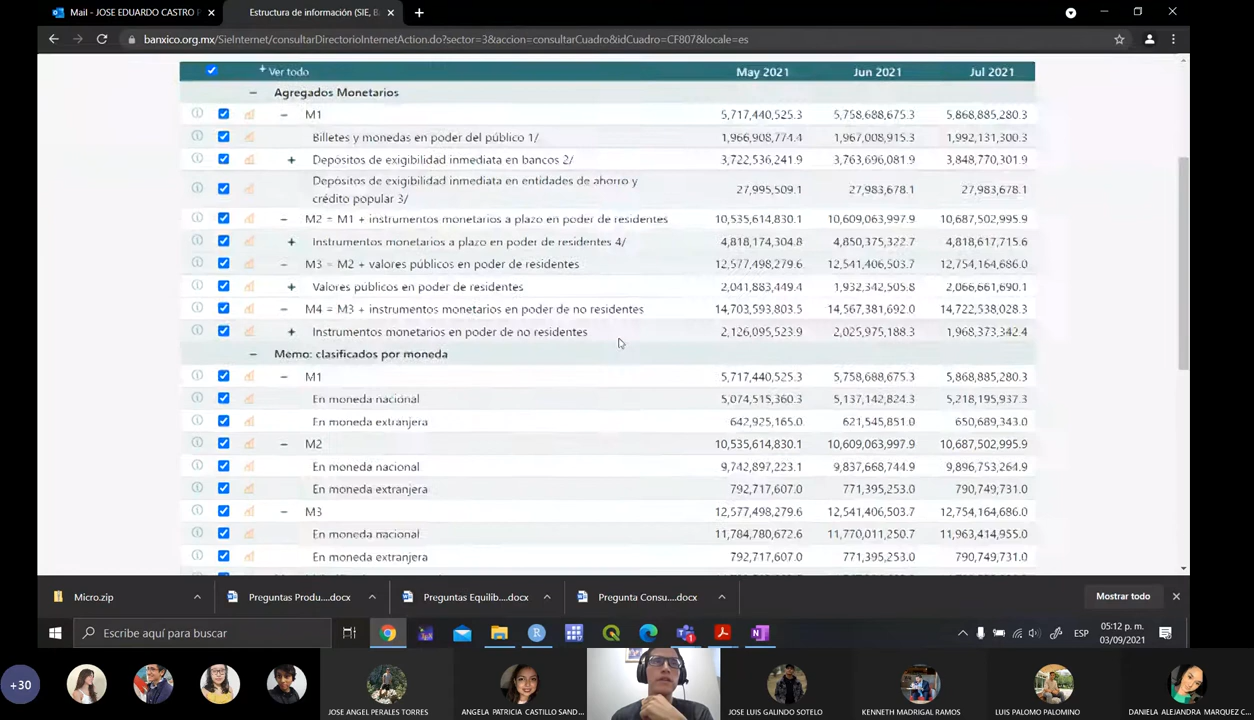 Mail - JOSE EDUARDO CASTRO P
Estructura de información (SIE, Ba
banxico.org.mx/SieInternet/consultarDirectorioInternetAction.do?sector=3&accion=consultarCuadro&idCuadro=CF807&locale=es
+ Ver todo May 2021 Jun 2021 Jul 2021
Agregados Monetarios
M1 5,717,440,525.3 5,758,688,675.3 5,868,885,280.3
Billetes y monedas en poder del público 1/ 1,966,908,774.4 1,967,008,915.3 1,992,131,300.3
Depósitos de exigibilidad inmediata en bancos 2/ 3,722,536,241.9 3,763,696,081.9 3,848,770,301.9
Depósitos de exigibilidad inmediata en entidades de ahorro y
crédito popular 3/ 27,995,509.1 27,983,678.1 27,983,678.1
M2 = M1 + instrumentos monetarios a plazo en poder de residentes 10,535,614,830.1 10,609,063,997.9 10,687,502,995.9
Instrumentos monetarios a plazo en poder de residentes 4/ 4,818,174,304.8 4,850,375,322.7 4,818,617,715.6
M3 = M2 + valores públicos en poder de residentes 12,577,498,279.6 12,541,406,503.7 12,754,164,686.0
Valores públicos en poder de residentes 2,041,883,449.4 1,932,342,505.8 2,066,661,690.1
M4 = M3 + instrumentos monetarios en poder de no residentes 14,703,593,803.5 14,567,381,692.0 14,722,538,028.3
Instrumentos monetarios en poder de no residentes 2,126,095,523.9 2,025,975,188.3 1,968,373,342.4
Memo: clasificados por moneda
M1 5,717,440,525.3 5,758,688,675.3 5,868,885,280.3
En moneda nacional 5,074,515,360.3 5,137,142,824.3 5,218,195,937.3
En moneda extranjera 642,925,165.0 621,545,851.0 650,689,343.0
M2 10,535,614,830.1 10,609,063,997.9 10,687,502,995.9
En moneda nacional 9,742,897,223.1 9,837,668,744.9 9,896,753,264.9
En moneda extranjera 792,717,607.0 771,395,253.0 790,749,731.0
M3 12,577,498,279.6 12,541,406,503.7 12,754,164,686.0
En moneda nacional 11,784,780,672.6 11,770,011,250.7 11,963,414,955.0
En moneda extranjera 792,717,607.0 771,395,253.0 790,749,731.0
Micro.zip
Preguntas Produ....docx
Preguntas Equilib....docx
Pregunta Consu....docx
Mostrar todo
Escribe aquí para buscar
ESP
05:12 p. m.
03/09/2021
+30
JOSE ANGEL PERALES TORRES
ANGELA PATRICIA CASTILLO SAND...
JOSE LUIS GALINDO SOTELO
KENNETH MADRIGAL RAMOS
LUIS PALOMO PALOMINO
DANIELA ALEJANDRA MARQUEZ C...